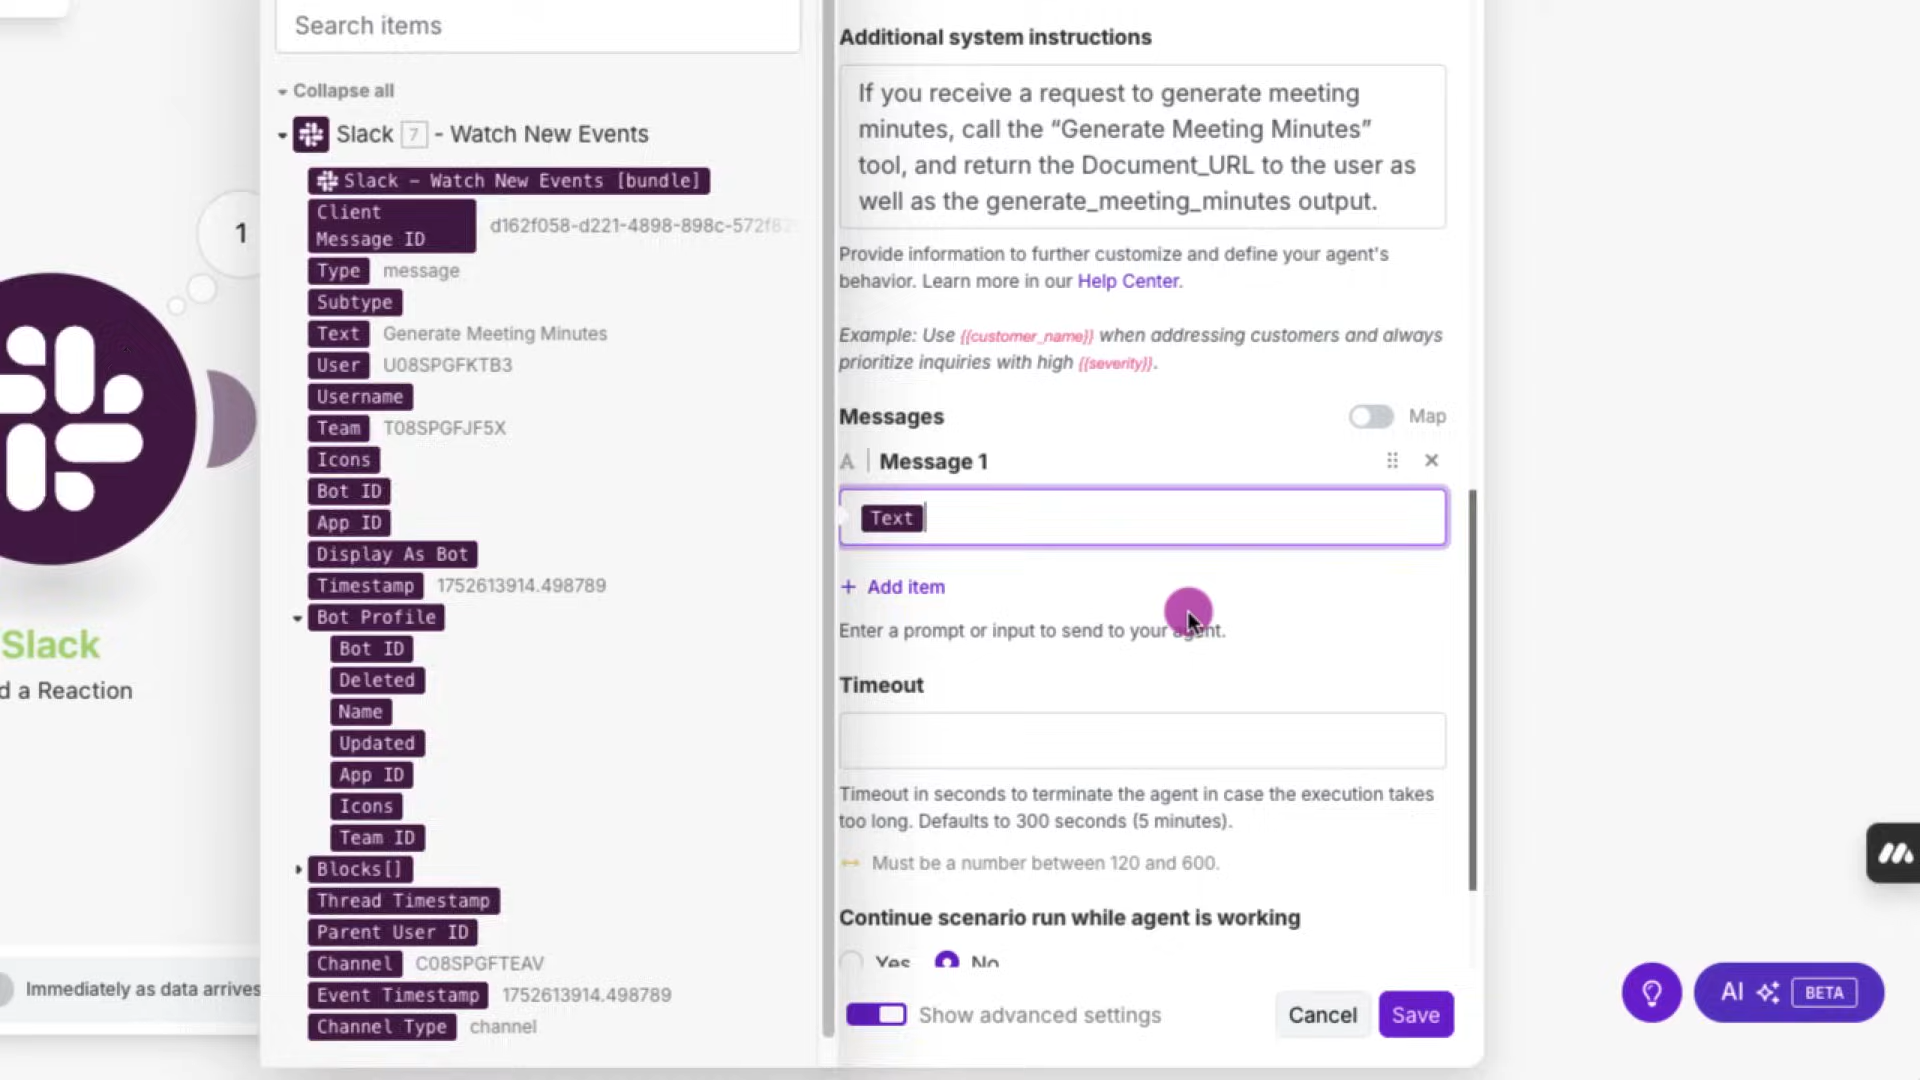 Search items
Collapse all
Slack 7 - Watch New Events
Slack – Watch New Events [bundle]
Client
Message ID d162f058-d221-4898-898c-572f82
Type message
Subtype
Text Generate Meeting Minutes
User U08SPGFKTB3
Username
Team T08SPGFJF5X
Icons
Bot ID
App ID
Display As Bot
Timestamp 1752613914.498789
Bot Profile
Bot ID
Deleted
Name
Updated
App ID
Icons
Team ID
Blocks[]
Thread Timestamp
Parent User ID
Channel C08SPGFTEAV
Event Timestamp 1752613914.498789
Channel Type channel
1
Slack
d a Reaction
Immediately as data arrives
Additional system instructions
If you receive a request to generate meeting
minutes, call the “Generate Meeting Minutes”
tool, and return the Document_URL to the user as
well as the generate_meeting_minutes output.
Provide information to further customize and define your agent's
behavior. Learn more in our Help Center.
Example: Use {{customer_name}} when addressing customers and always
prioritize inquiries with high {{severity}}.
Messages Map
A Message 1
Text
+ Add item
Enter a prompt or input to send to your agent.
Timeout
Timeout in seconds to terminate the agent in case the execution takes
too long. Defaults to 300 seconds (5 minutes).
Must be a number between 120 and 600.
Continue scenario run while agent is working
Yes No
Show advanced settings Cancel Save
AI BETA